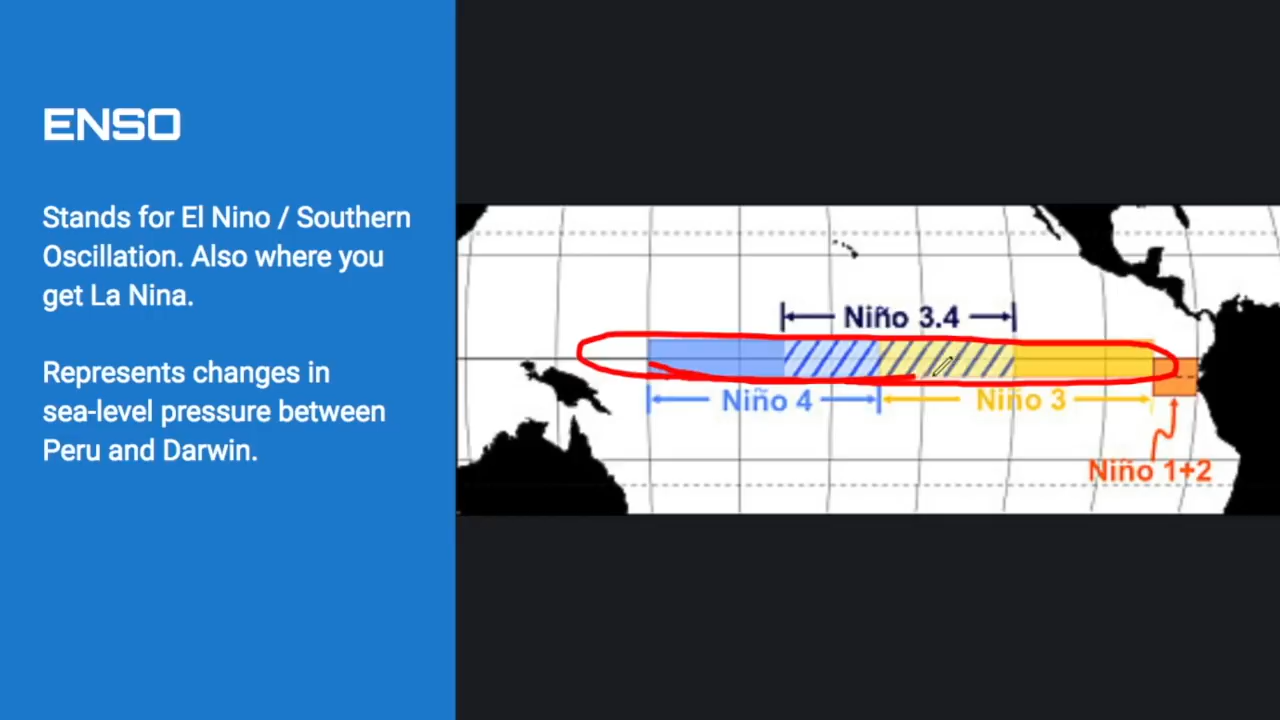 ENSO
Stands for El Nino / Southern
Oscillation. Also where you
get La Nina.
Represents changes in
sea-level pressure between
Peru and Darwin.
Niño 3.4
Niño 4
Niño 3
Niño 1+2